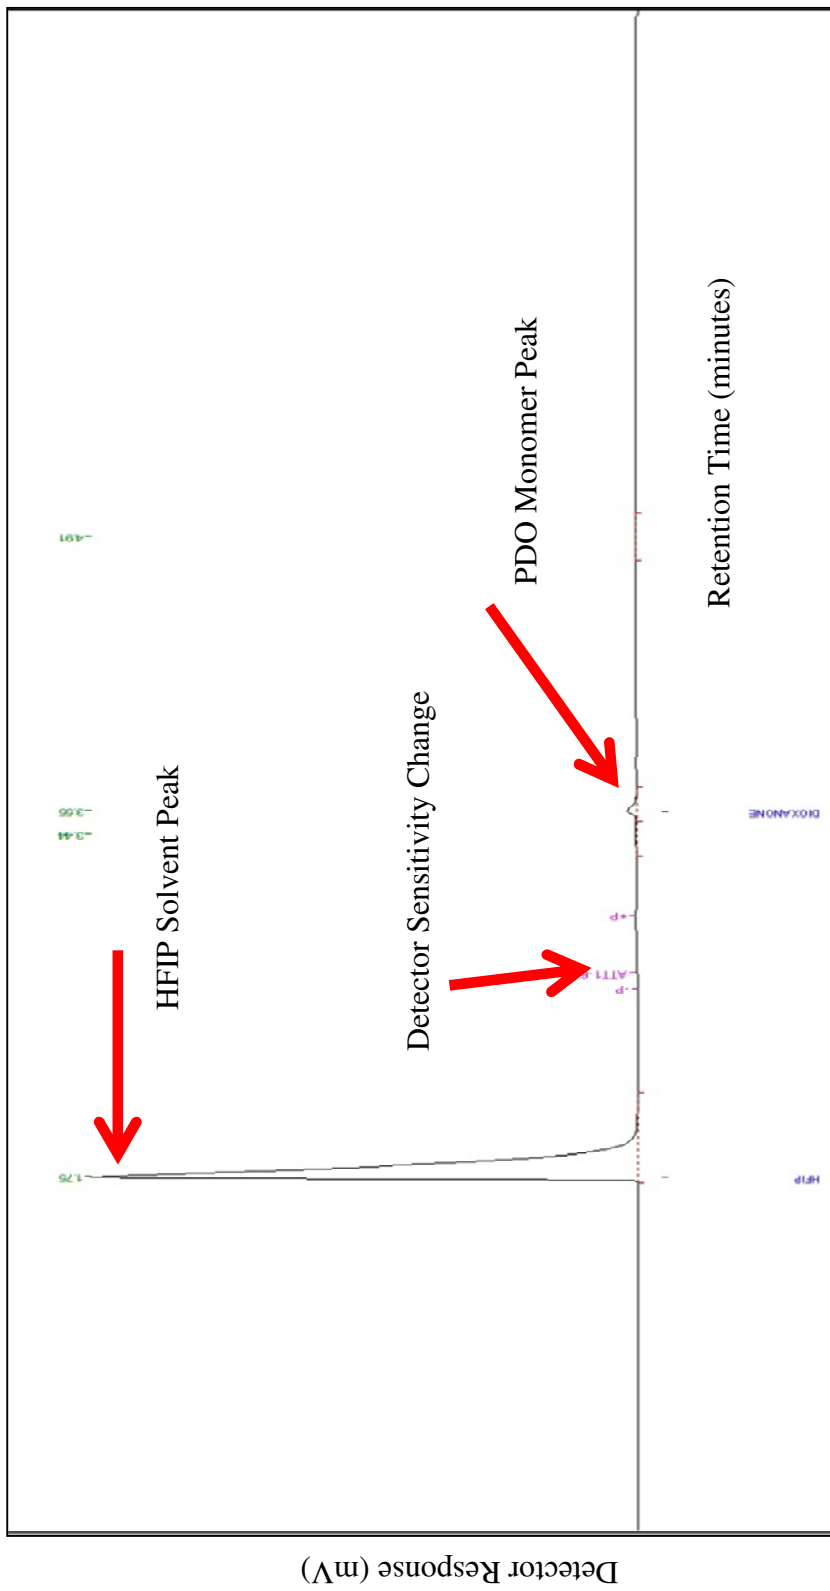 Detector Response (mV)
-1.75
-3.44
-3.66
-4.91
HFIP Solvent Peak
Detector Sensitivity Change
PDO Monomer Peak
--P
-ATT1-
-+P
HFIP
DIOXANONE
Retention Time (minutes)